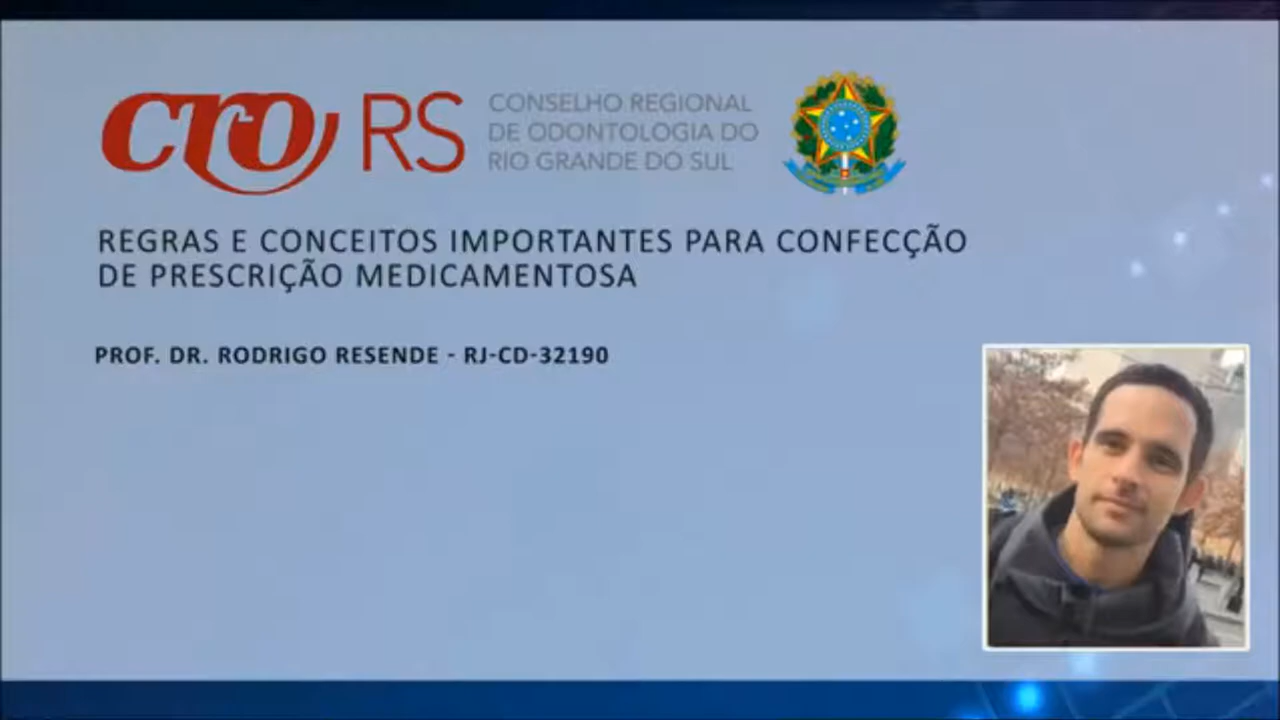 cro RS
CONSELHO REGIONAL
DE ODONTOLOGIA DO
RIO GRANDE DO SUL
REGRAS E CONCEITOS IMPORTANTES PARA CONFECÇÃO
DE PRESCRIÇÃO MEDICAMENTOSA
PROF. DR. RODRIGO RESENDE - RJ-CD-32190